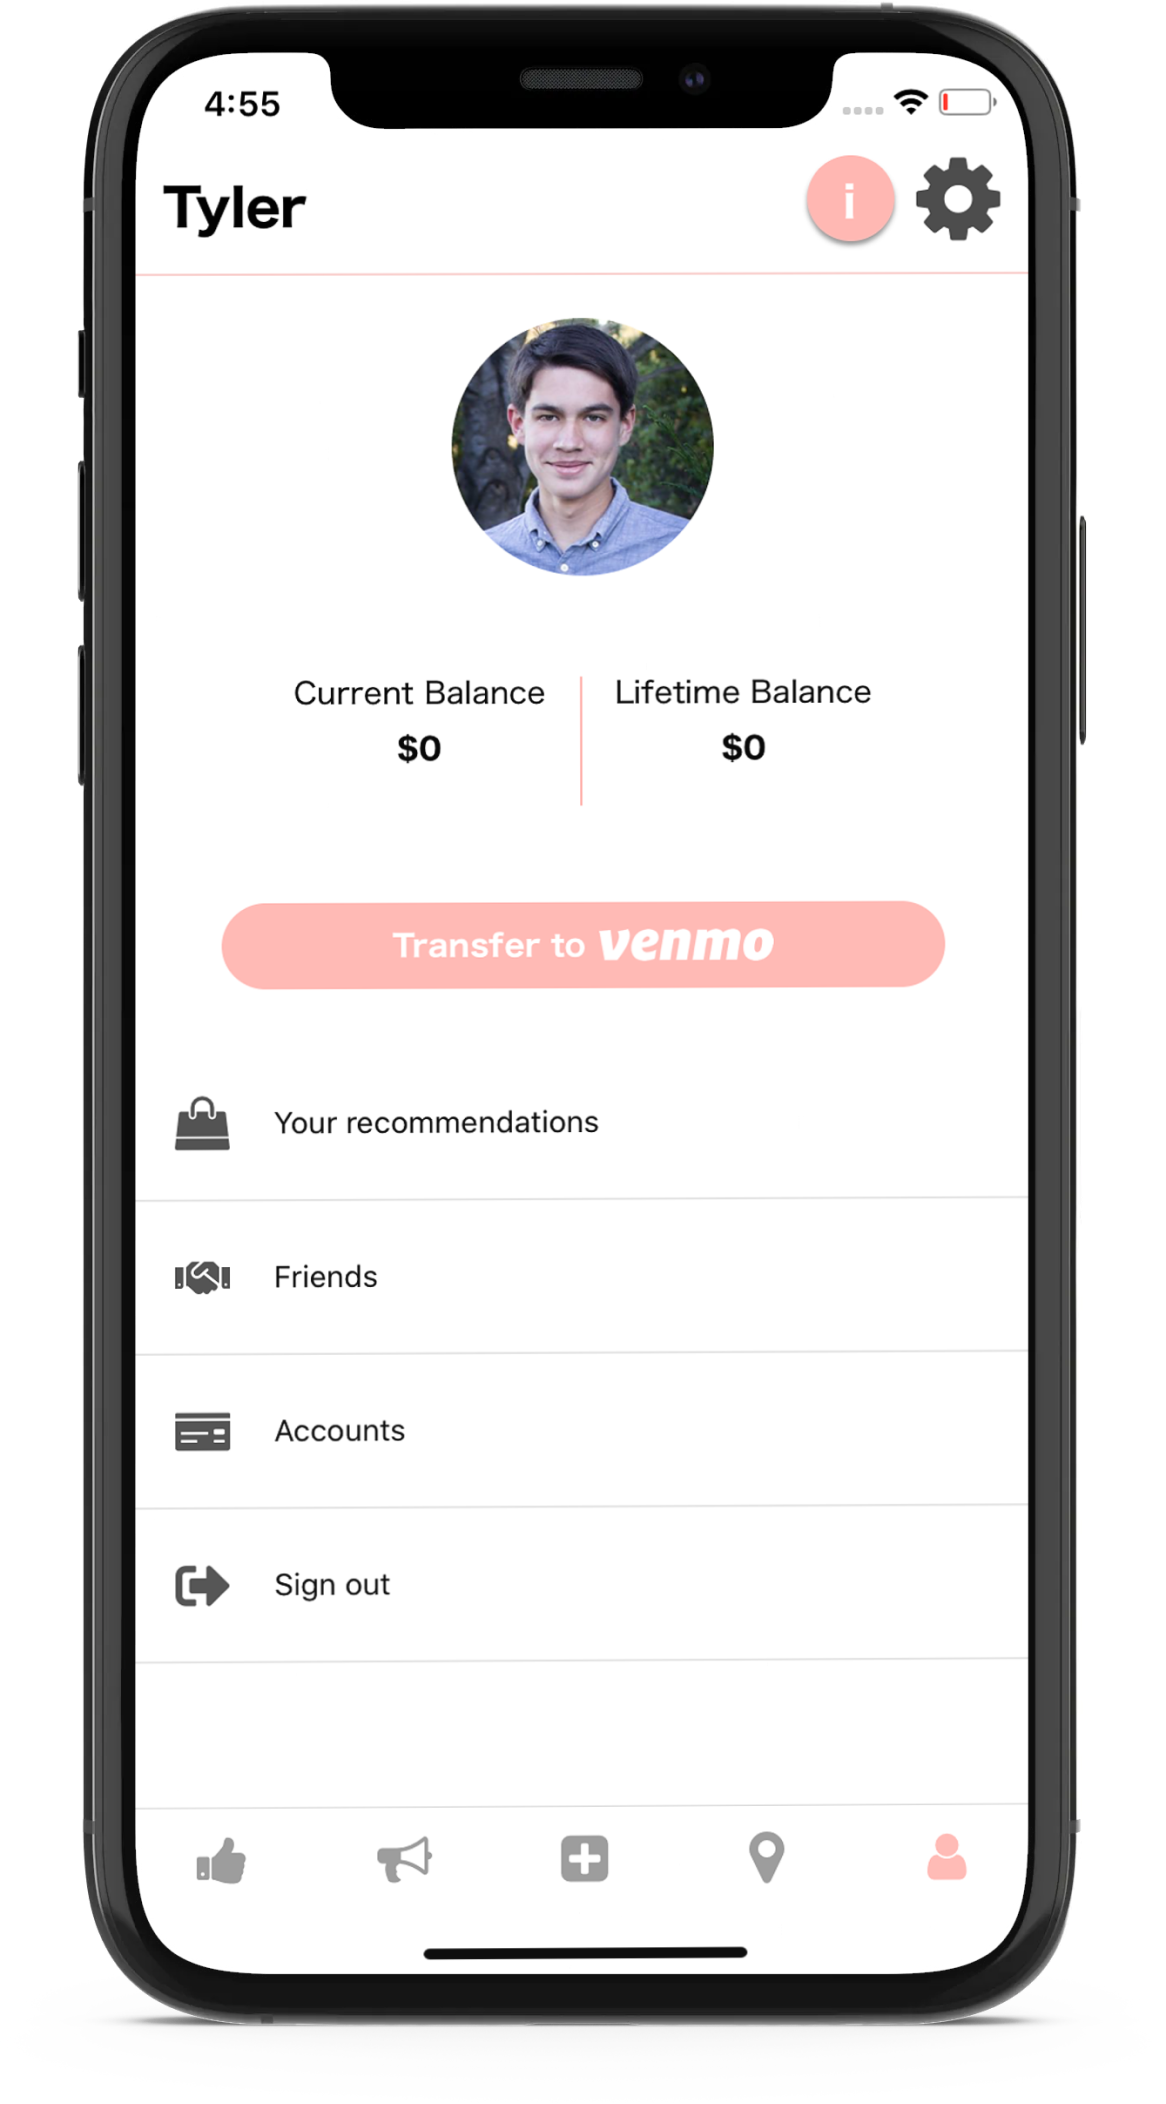 4:55
Tyler
i
Current Balance
Lifetime Balance
$0
$0
Transfer to venmo
Your recommendations
Friends
Accounts
Sign out